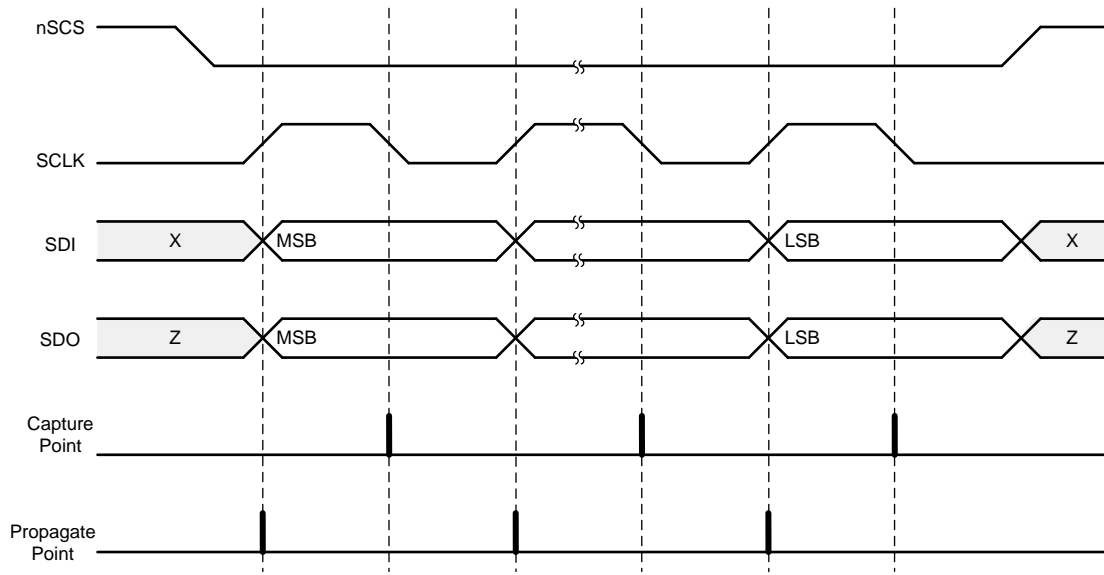 nSCS
SCLK
SDI
X
MSB
LSB
X
SDO
Z
MSB
LSB
Z
Capture
Point
Propagate
Point